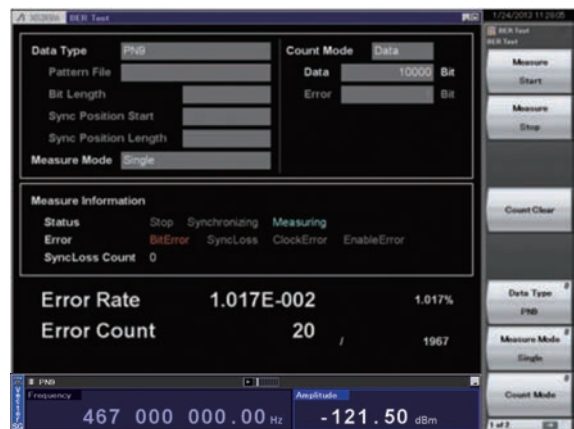 BER Test
1/24/2013 11:28:05
BER Test
BER Test
Data Type PN9
Count Mode Data
Pattern File
Data 10000 Bit
Bit Length
Error Bit
Sync Position Start
Sync Position Length
Measure Mode Single
Measure Start
Measure Stop
Measure Information
Status Stop Synchronizing Measuring
Error BitError SyncLoss ClockError EnableError
SyncLoss Count 0
Count Clear
Error Rate 1.017E-002 1.017%
Error Count 20 / 1967
Data Type
PN9
Measure Mode
Single
Count Mode
1 of 2
PN9
Frequency
467 000 000.00 Hz
Amplitude
-121.50 dBm
SG